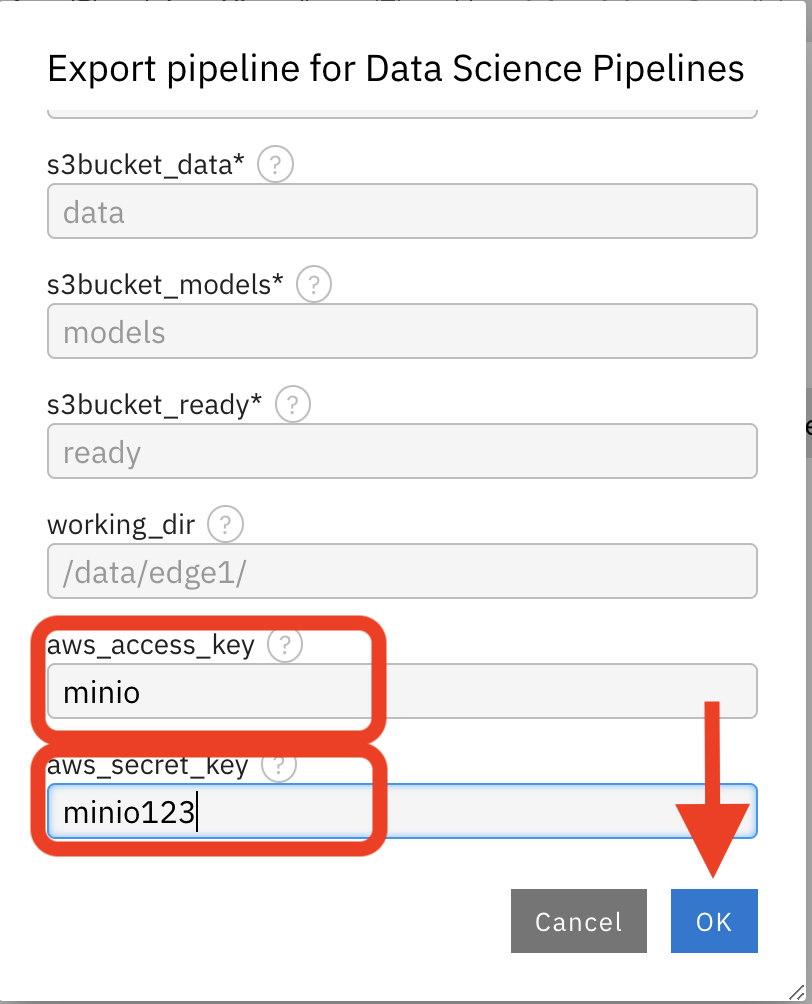 Export pipeline for Data Science Pipelines
s3bucket_data* ?
data
s3bucket_models* ?
models
s3bucket_ready* ?
ready
working_dir ?
/data/edge1/
aws_access_key ?
minio
aws_secret_key ?
minio123
Cancel OK